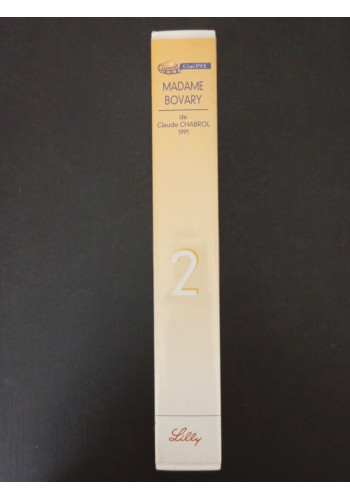 Ciné PSY
MADAME
BOVARY
de
Claude CHABROL
1991
2
Lilly